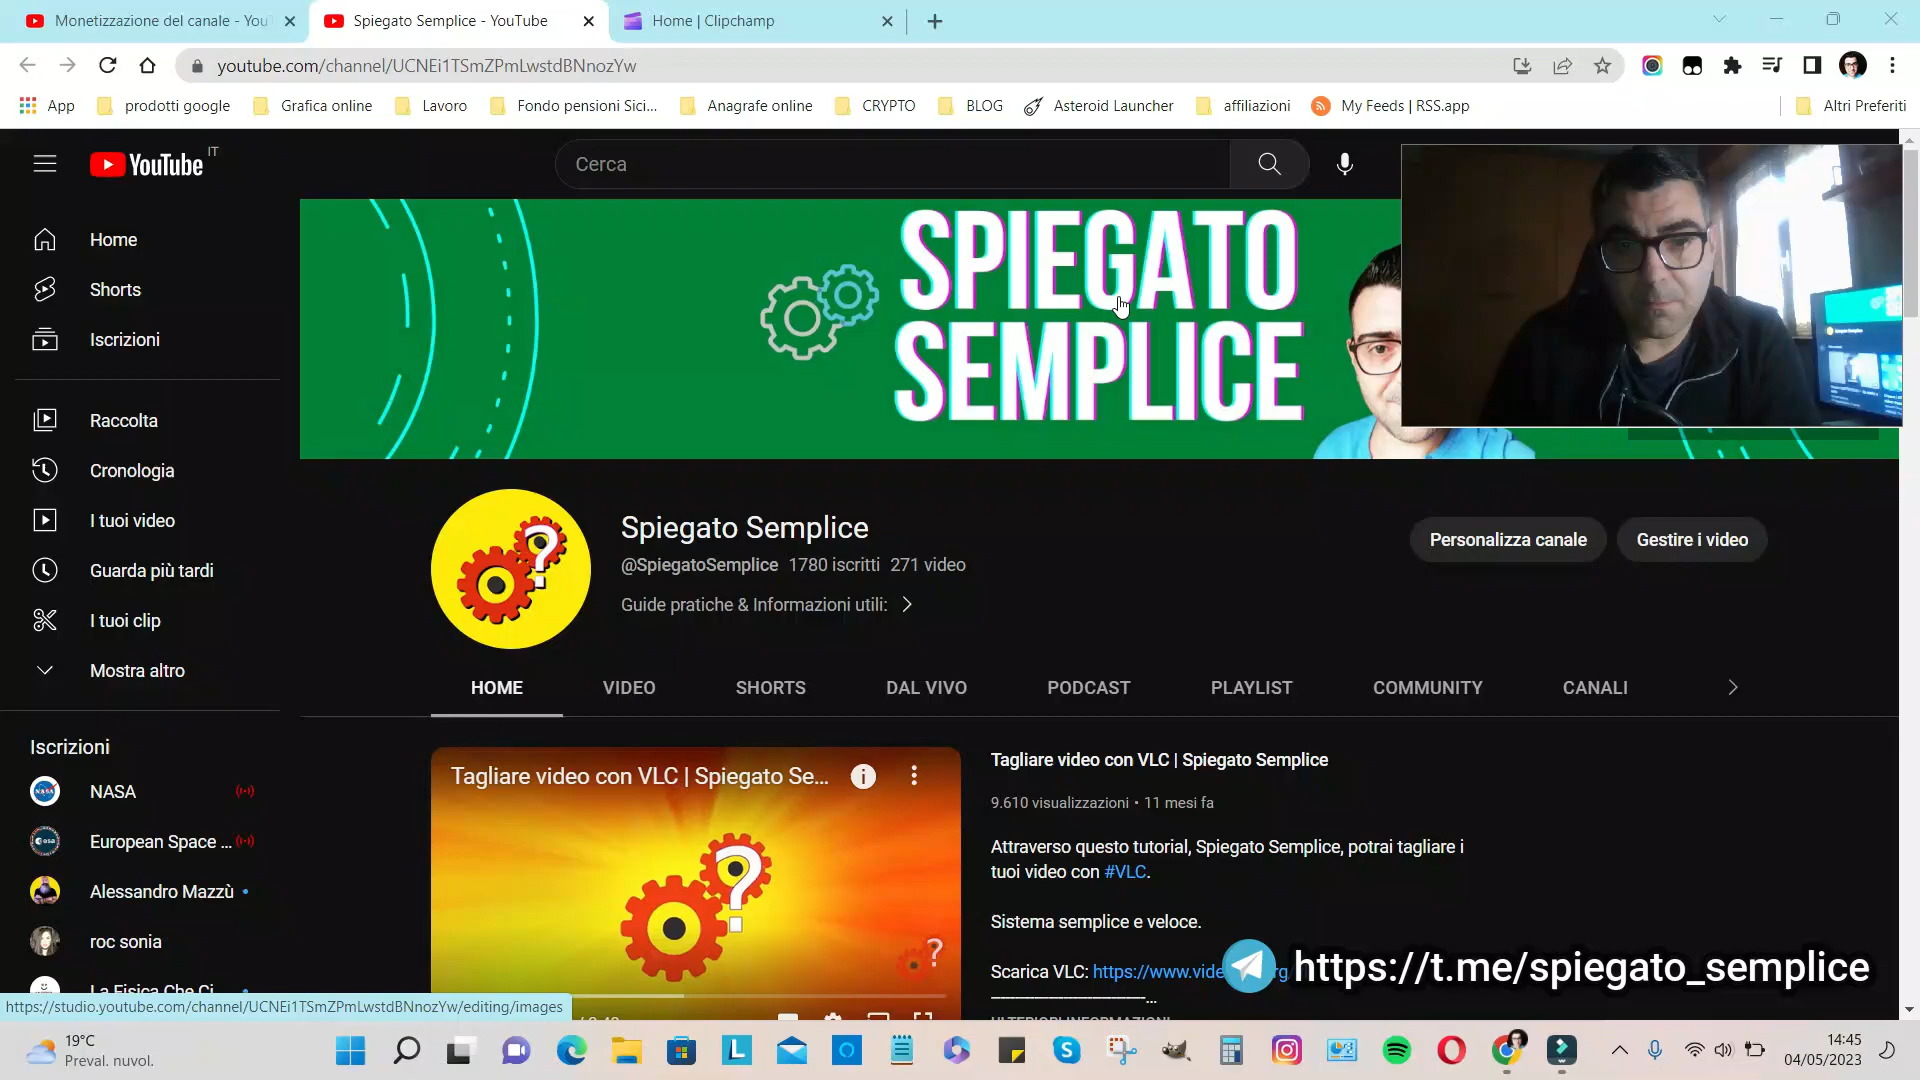 Monetizzazione del canale - You
Spiegato Semplice - YouTube
Home | Clipchamp
youtube.com/channel/UCNEi1TSmZPmLwstdBNnozYw
App
prodotti google
Grafica online
Lavoro
Fondo pensioni Sici...
Anagrafe online
CRYPTO
BLOG
Asteroid Launcher
affiliazioni
My Feeds | RSS.app
Altri Preferiti
YouTube IT
Cerca
Home
Shorts
Iscrizioni
Raccolta
Cronologia
I tuoi video
Guarda più tardi
I tuoi clip
Mostra altro
Iscrizioni
NASA
European Space ...
Alessandro Mazzù
roc sonia
La Fisica Che Ci
SPIEGATO
SEMPLICE
Spiegato Semplice
@SpiegatoSemplice 1780 iscritti 271 video
Guide pratiche & Informazioni utili:
Personalizza canale
Gestire i video
HOME
VIDEO
SHORTS
DAL VIVO
PODCAST
PLAYLIST
COMMUNITY
CANALI
Tagliare video con VLC | Spiegato Se...
Tagliare video con VLC | Spiegato Semplice
9.610 visualizzazioni • 11 mesi fa
Attraverso questo tutorial, Spiegato Semplice, potrai tagliare i
tuoi video con #VLC.
Sistema semplice e veloce.
Scarica VLC: https://www.vide
https://t.me/spiegato_semplice
https://studio.youtube.com/channel/UCNEi1TSmZPmLwstdBNnozYw/editing/images
19°C
Preval. nuvol.
14:45
04/05/2023